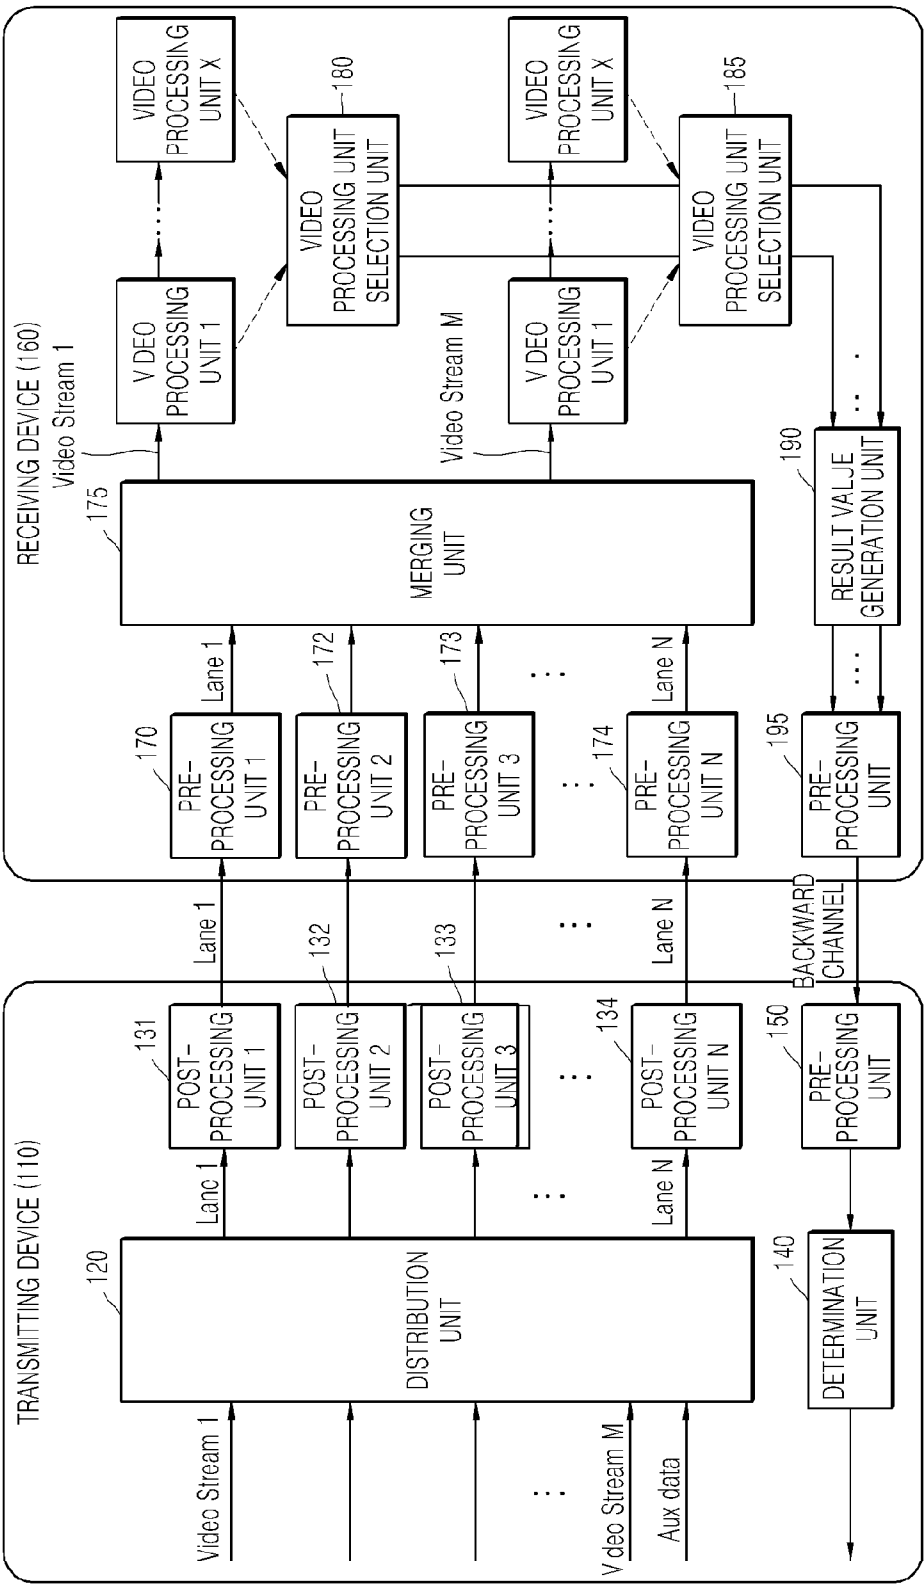 TRANSMITTING DEVICE (110)
Video Stream 1
...
V deo Stream M
Aux data
120
DISTRIBUTION
UNIT
Lane 1
...
Lane N
131
POST-
PROCESSING
UNIT 1
132
POST-
PROCESSING
UNIT 2
133
POST-
PROCESSING
UNIT 3
...
134
POST-
PROCESSING
UNIT N
140
DETERMINATION
UNIT
150
PRE-
PROCESSING
UNIT
Lane 1
...
Lane N
BACKWARD
CHANNEL
RECEIVING DEVICE (160)
170
PRE-
PROCESSING
UNIT 1
172
PRE-
PROCESSING
UNIT 2
173
PRE-
PROCESSING
UNIT 3
...
174
PRE-
PROCESSING
UNIT N
195
PRE-
PROCESSING
UNIT
Lane 1
...
Lane N
175
MERGING
UNIT
Video Stream 1
V DEO
PROCESSING
UNIT 1
...
VIDEO
PROCESSING
UNIT X
180
VIDEO
PROCESSING UNIT
SELECTION UNIT
Video Stream M
VIDEO
PROCESSING
UNIT 1
...
VIDEO
PROCESSING
UNIT X
185
VIDEO
PROCESSING UNIT
SELECTION UNIT
...
190
RESULT VALUE
GENERATION UNIT
...